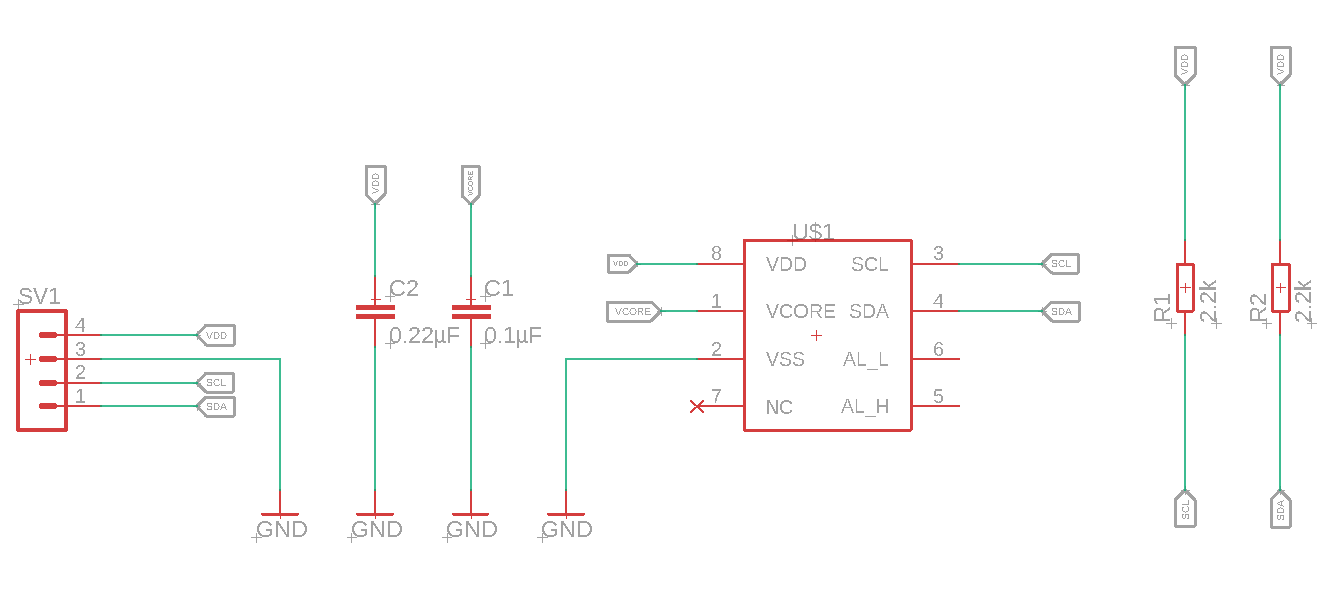 SV1
4
VDD
3
2
SCL
1
SDA
GND
VDD
C2
0.22µF
GND
VCORE
C1
0.1µF
GND
GND
U$1
VDD
8
VDD
SCL
3
SCL
VCORE
1
VCORE
SDA
4
SDA
2
VSS
AL_L
6
7
NC
AL_H
5
VDD
R1
2.2k
SCL
VDD
R2
2.2k
SDA